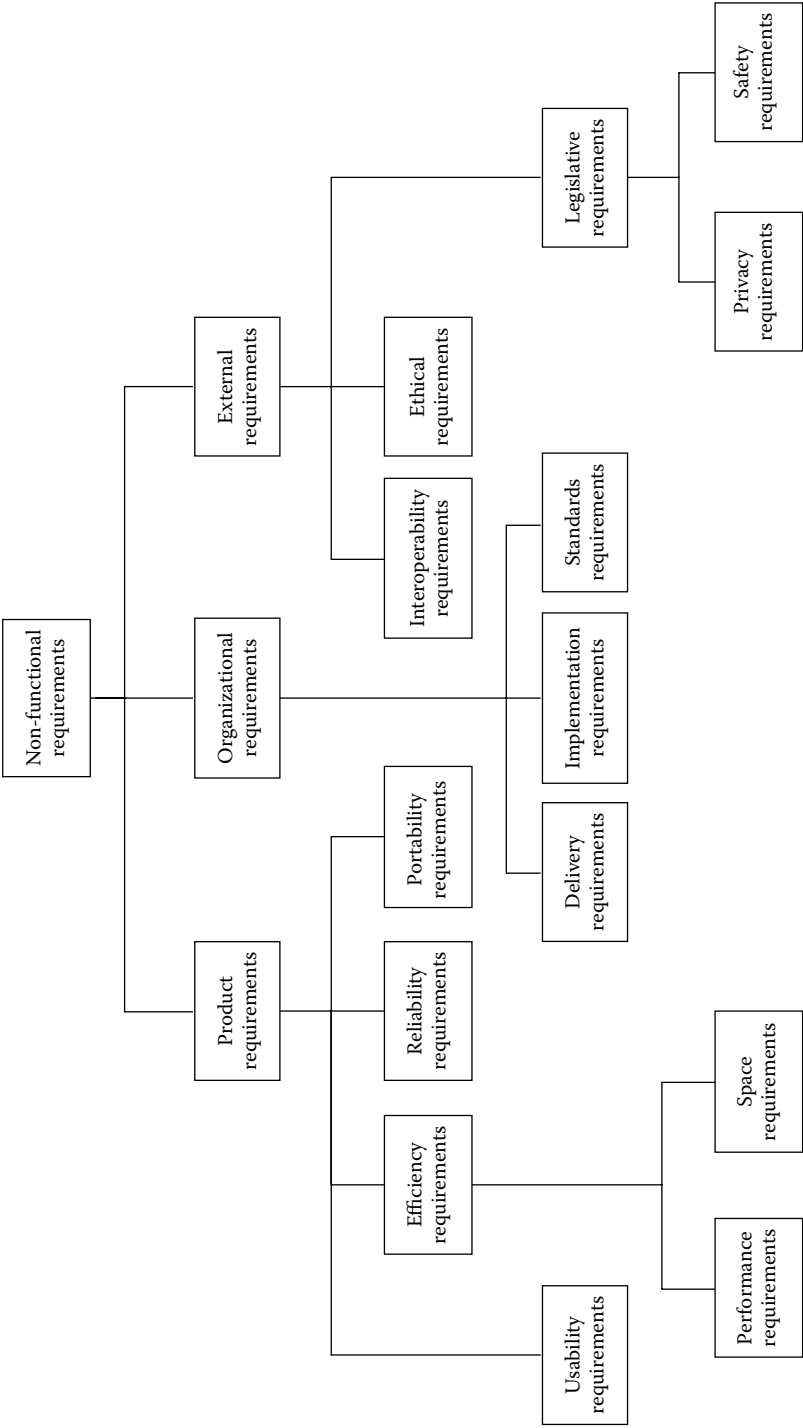 Non-functional
requirements
Product
requirements
Organizational
requirements
External
requirements
Efficiency
requirements
Reliability
requirements
Portability
requirements
Interoperability
requirements
Ethical
requirements
Usability
requirements
Delivery
requirements
Implementation
requirements
Standards
requirements
Legislative
requirements
Performance
requirements
Space
requirements
Privacy
requirements
Safety
requirements